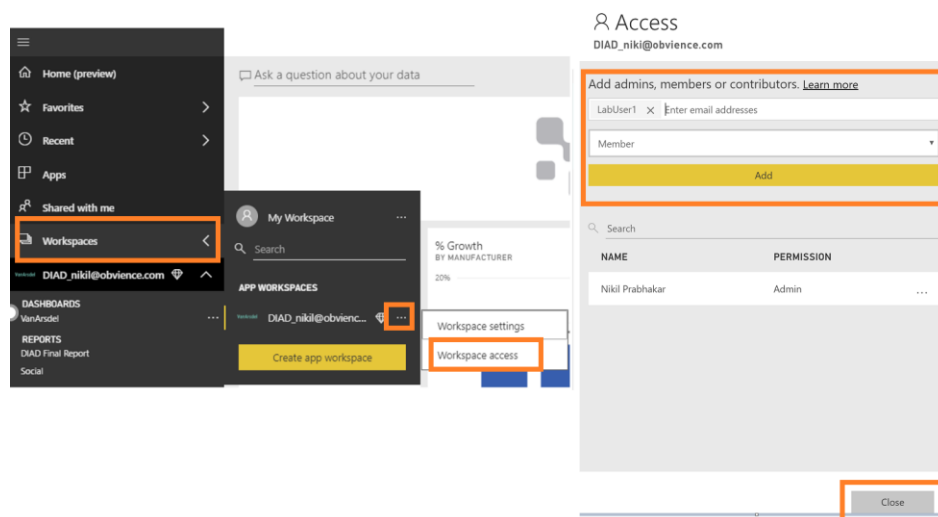 Home (preview)
Favorites
Recent
Apps
Shared with me
Workspaces
DIAD_nikil@obvience.com
DASHBOARDS
VanArsdel
REPORTS
DIAD Final Report
Social
Ask a question about your data
My Workspace
Search
APP WORKSPACES
DIAD_nikil@obvienc...
Create app workspace
% Growth
BY MANUFACTURER
20%
Workspace settings
Workspace access
Access
DIAD_niki@obvience.com
Add admins, members or contributors. Learn more
LabUser1 Enter email addresses
Member
Add
Search
NAME PERMISSION
Nikil Prabhakar Admin ...
Close